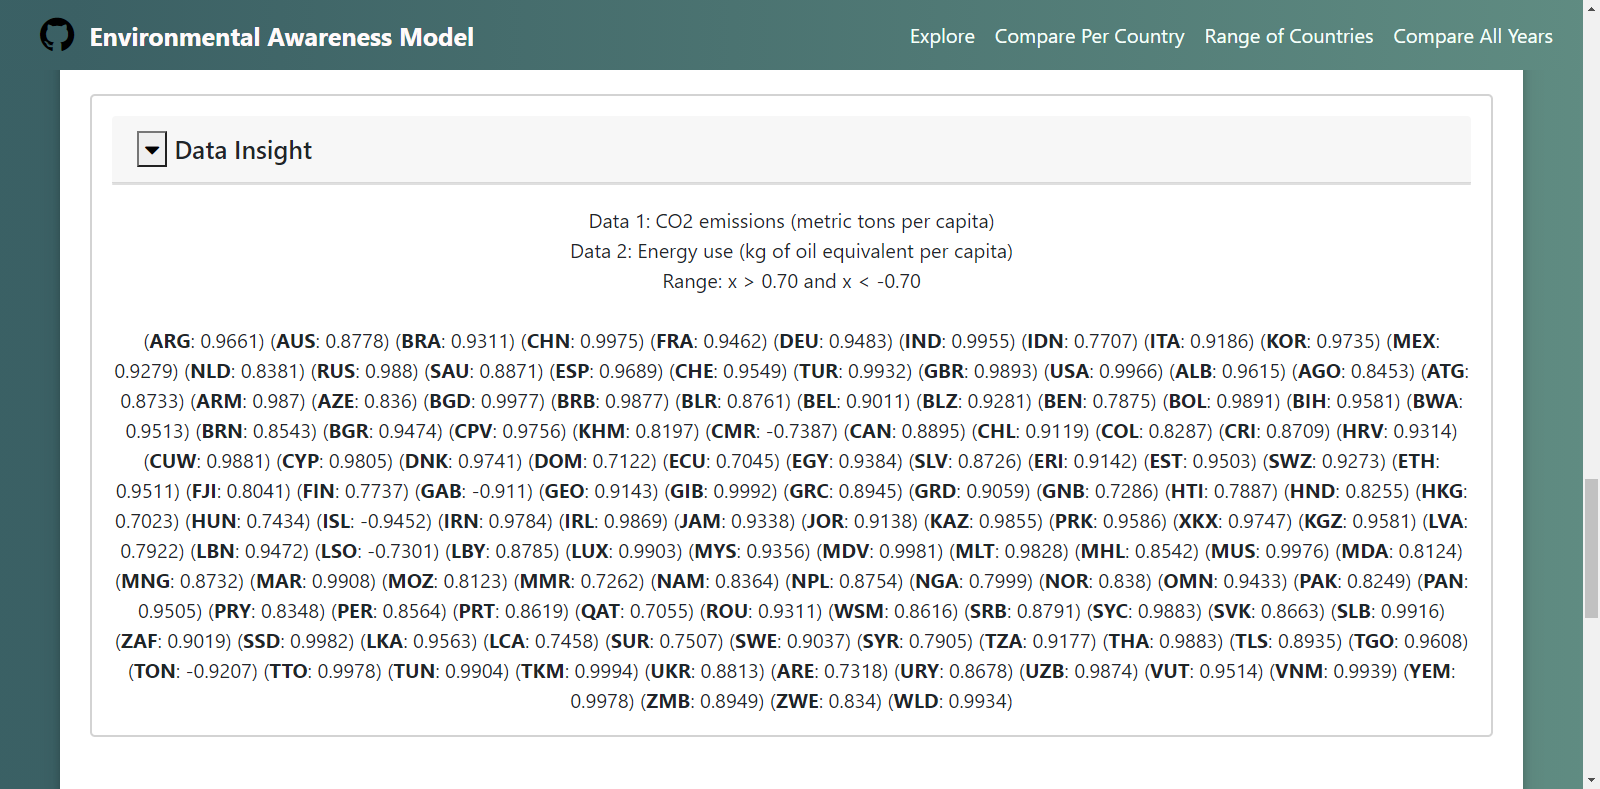 Environmental Awareness Model
Explore Compare Per Country Range of Countries Compare All Years
Data Insight
Data 1: CO2 emissions (metric tons per capita)
Data 2: Energy use (kg of oil equivalent per capita)
Range: x > 0.70 and x < -0.70
(ARG: 0.9661) (AUS: 0.8778) (BRA: 0.9311) (CHN: 0.9975) (FRA: 0.9462) (DEU: 0.9483) (IND: 0.9955) (IDN: 0.7707) (ITA: 0.9186) (KOR: 0.9735) (MEX:
0.9279) (NLD: 0.8381) (RUS: 0.988) (SAU: 0.8871) (ESP: 0.9689) (CHE: 0.9549) (TUR: 0.9932) (GBR: 0.9893) (USA: 0.9966) (ALB: 0.9615) (AGO: 0.8453) (ATG:
0.8733) (ARM: 0.987) (AZE: 0.836) (BGD: 0.9977) (BRB: 0.9877) (BLR: 0.8761) (BEL: 0.9011) (BLZ: 0.9281) (BEN: 0.7875) (BOL: 0.9891) (BIH: 0.9581) (BWA:
0.9513) (BRN: 0.8543) (BGR: 0.9474) (CPV: 0.9756) (KHM: 0.8197) (CMR: -0.7387) (CAN: 0.8895) (CHL: 0.9119) (COL: 0.8287) (CRI: 0.8709) (HRV: 0.9314)
(CUW: 0.9881) (CYP: 0.9805) (DNK: 0.9741) (DOM: 0.7122) (ECU: 0.7045) (EGY: 0.9384) (SLV: 0.8726) (ERI: 0.9142) (EST: 0.9503) (SWZ: 0.9273) (ETH:
0.9511) (FJI: 0.8041) (FIN: 0.7737) (GAB: -0.911) (GEO: 0.9143) (GIB: 0.9992) (GRC: 0.8945) (GRD: 0.9059) (GNB: 0.7286) (HTI: 0.7887) (HND: 0.8255) (HKG:
0.7023) (HUN: 0.7434) (ISL: -0.9452) (IRN: 0.9784) (IRL: 0.9869) (JAM: 0.9338) (JOR: 0.9138) (KAZ: 0.9855) (PRK: 0.9586) (XKX: 0.9747) (KGZ: 0.9581) (LVA:
0.7922) (LBN: 0.9472) (LSO: -0.7301) (LBY: 0.8785) (LUX: 0.9903) (MYS: 0.9356) (MDV: 0.9981) (MLT: 0.9828) (MHL: 0.8542) (MUS: 0.9976) (MDA: 0.8124)
(MNG: 0.8732) (MAR: 0.9908) (MOZ: 0.8123) (MMR: 0.7262) (NAM: 0.8364) (NPL: 0.8754) (NGA: 0.7999) (NOR: 0.838) (OMN: 0.9433) (PAK: 0.8249) (PAN:
0.9505) (PRY: 0.8348) (PER: 0.8564) (PRT: 0.8619) (QAT: 0.7055) (ROU: 0.9311) (WSM: 0.8616) (SRB: 0.8791) (SYC: 0.9883) (SVK: 0.8663) (SLB: 0.9916)
(ZAF: 0.9019) (SSD: 0.9982) (LKA: 0.9563) (LCA: 0.7458) (SUR: 0.7507) (SWE: 0.9037) (SYR: 0.7905) (TZA: 0.9177) (THA: 0.9883) (TLS: 0.8935) (TGO: 0.9608)
(TON: -0.9207) (TTO: 0.9978) (TUN: 0.9904) (TKM: 0.9994) (UKR: 0.8813) (ARE: 0.7318) (URY: 0.8678) (UZB: 0.9874) (VUT: 0.9514) (VNM: 0.9939) (YEM:
0.9978) (ZMB: 0.8949) (ZWE: 0.834) (WLD: 0.9934)